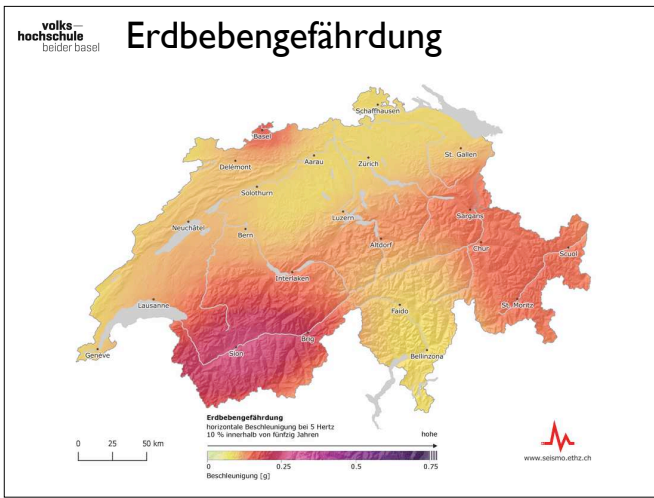 volks—
hochschule
beider basel
Erdbebengefährdung
Schaffhausen
Basel
Delémont
Aarau
Zürich
St. Gallen
Solothurn
Neuchâtel
Luzern
Sargans
Bern
Altdorf
Chur
Scuol
Interlaken
Lausanne
Faido
St. Moritz
Genève
Sion
Brig
Bellinzona
Erdbebengefährdung
horizontale Beschleunigung bei 5 Hertz
10 % innerhalb von fünfzig Jahren
hohe
0 25 50 km
0 0.25 0.5 0.75
Beschleunigung [g]
www.seismo.ethz.ch